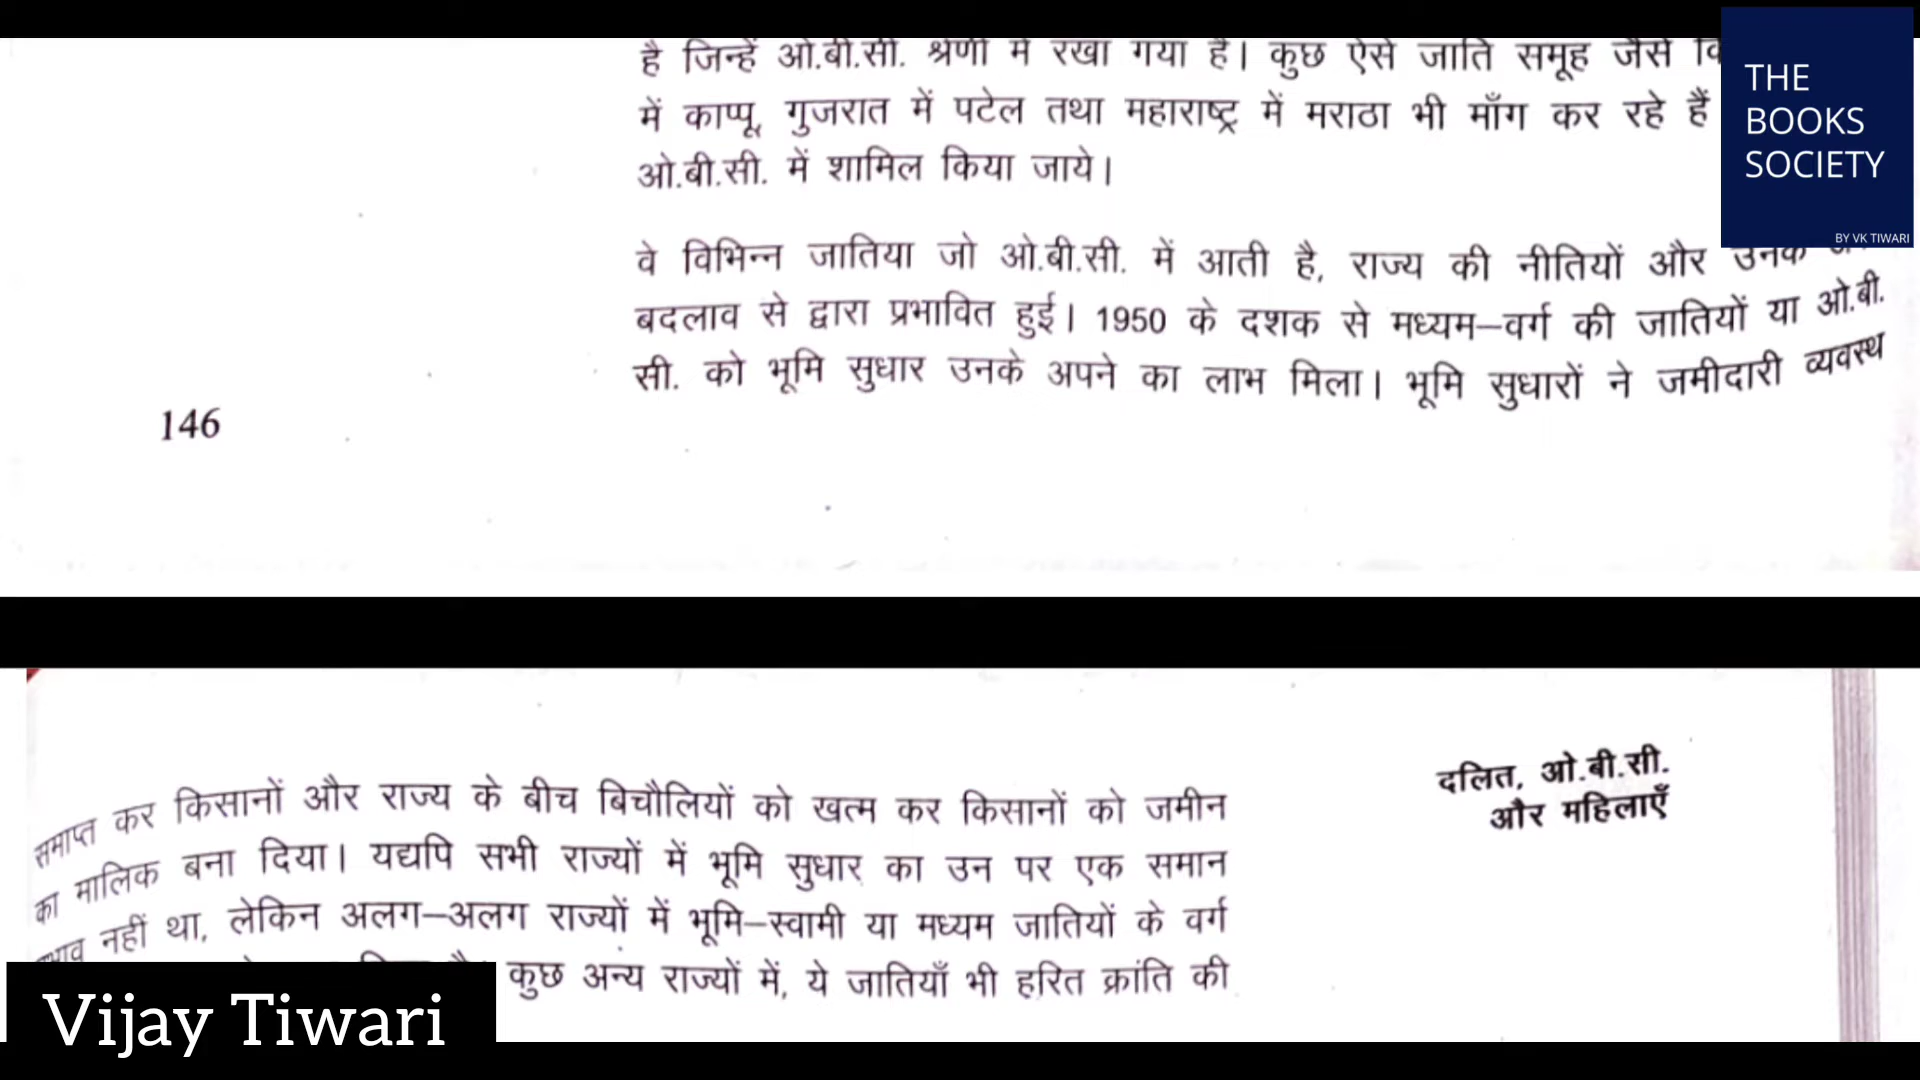 है जिन्हें ओ.बी.सी. श्रेणी में रखा गया है। कुछ ऐसे जाति समूह जैसे
में काप्पू, गुजरात में पटेल तथा महाराष्ट्र में मराठा भी माँग कर रहे हैं
ओ.बी.सी. में शामिल किया जाये।
THE
BOOKS
SOCIETY
BY VK TIWARI
वे विभिन्न जातिया जो ओ.बी.सी. में आती है, राज्य की नीतियों और उनके
बदलाव से द्वारा प्रभावित हुई। 1950 के दशक से मध्यम–वर्ग की जातियों या ओ.बी.
सी. को भूमि सुधार उनके अपने का लाभ मिला। भूमि सुधारों ने जमीदारी व्यवस्थ
146
दलित, ओ.बी.सी.
और महिलाएँ
समाप्त कर किसानों और राज्य के बीच बिचौलियों को खत्म कर किसानों को जमीन
का मालिक बना दिया। यद्यपि सभी राज्यों में भूमि सुधार का उन पर एक समान
नहीं था, लेकिन अलग–अलग राज्यों में भूमि–स्वामी या मध्यम जातियों के वर्ग
कुछ अन्य राज्यों में, ये जातियाँ भी हरित क्रांति की
Vijay Tiwari